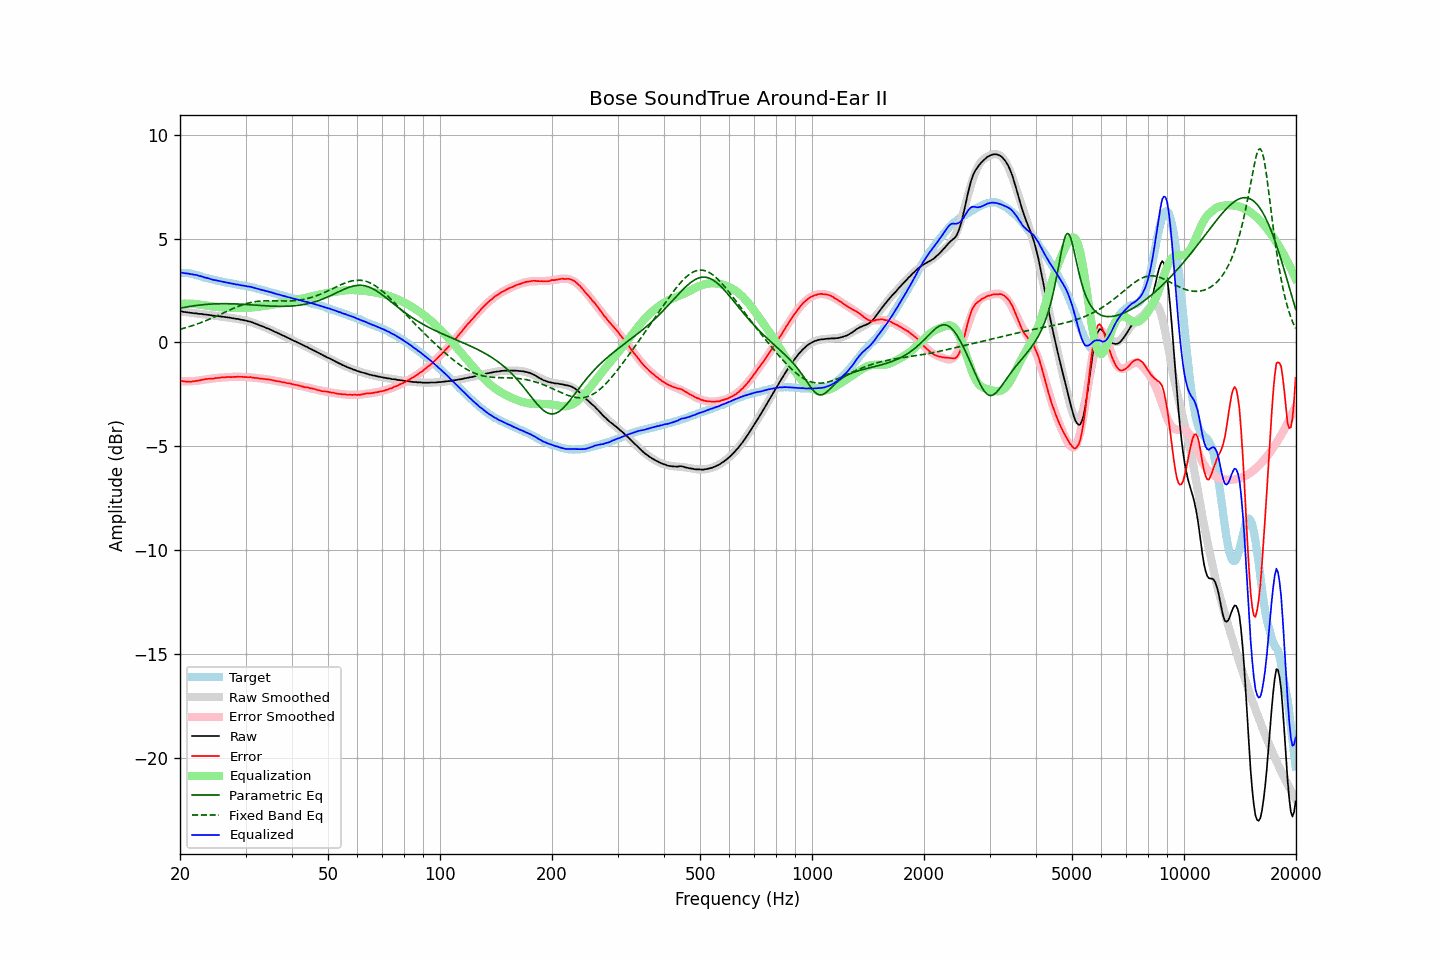 Bose SoundTrue Around-Ear II
10
5
0
−5
−10
−15
−20
Amplitude (dBr)
Target
Raw Smoothed
Error Smoothed
Raw
Error
Equalization
Parametric Eq
Fixed Band Eq
Equalized
20 50 100 200 500 1000 2000 5000 10000 20000
Frequency (Hz)